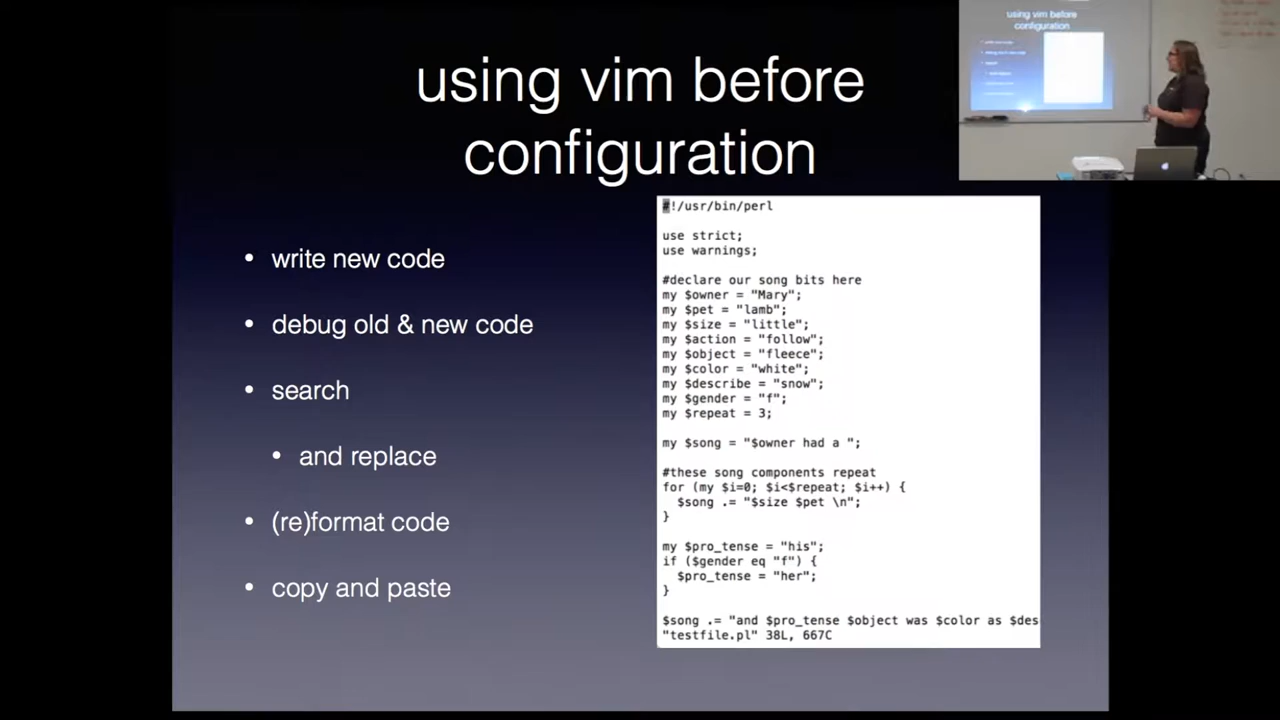 using vim before
configuration
• write new code
• debug old & new code
• search
• and replace
• (re)format code
• copy and paste
#!/usr/bin/perl
use strict;
use warnings;
#declare our song bits here
my $owner = "Mary";
my $pet = "lamb";
my $size = "little";
my $action = "follow";
my $object = "fleece";
my $color = "white";
my $describe = "snow";
my $gender = "f";
my $repeat = 3;
my $song = "$owner had a ";
#these song components repeat
for (my $i=0; $i<$repeat; $i++) {
  $song .= "$size $pet \n";
}
my $pro_tense = "his";
if ($gender eq "f") {
  $pro_tense = "her";
}
$song .= "and $pro_tense $object was $color as $des
"testfile.pl" 38L, 667C
using vim before
configuration